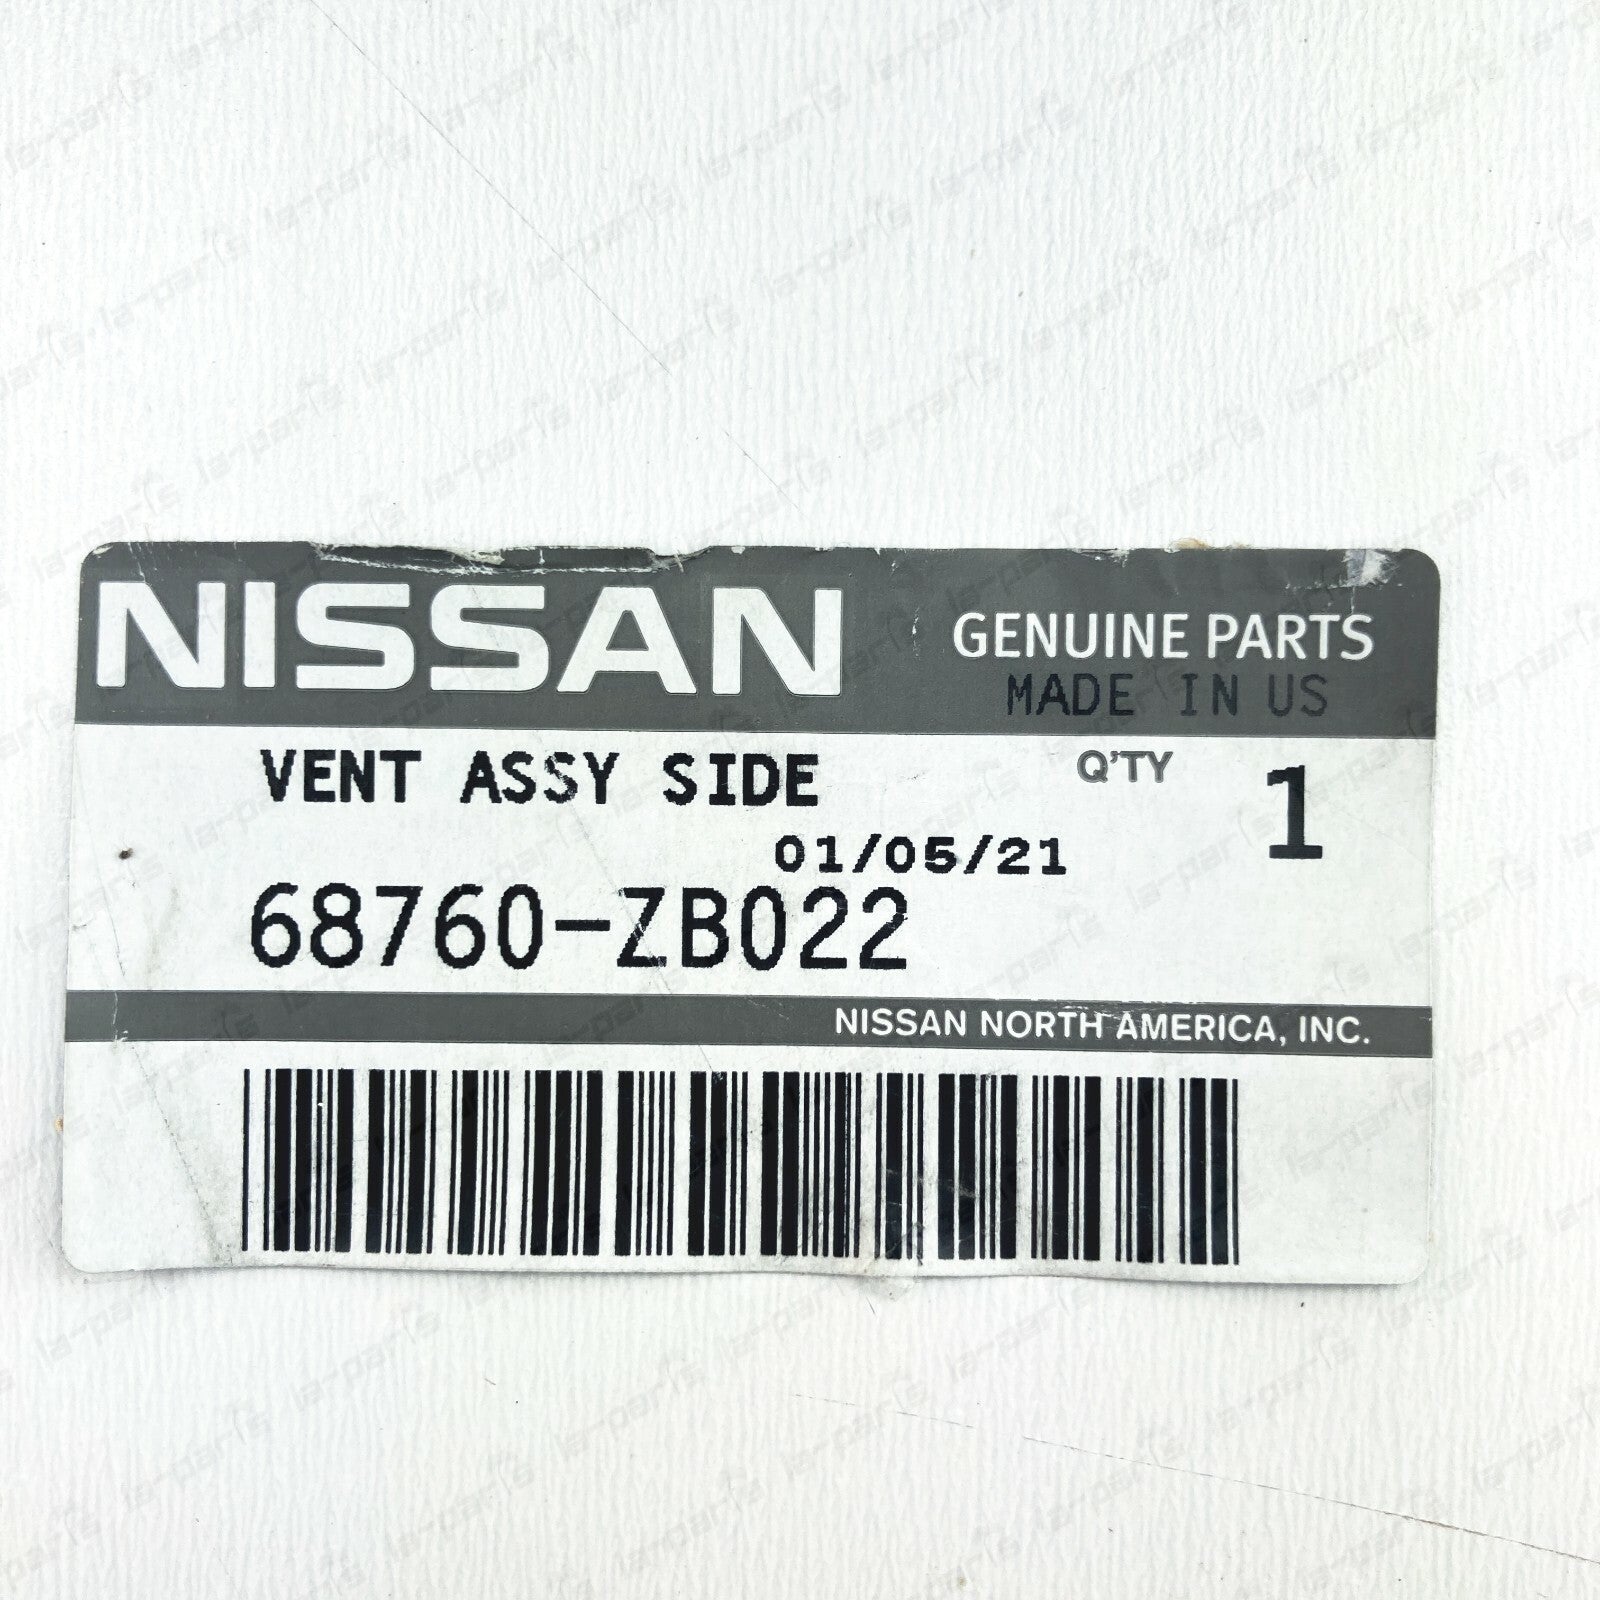 NISSAN
GENUINE PARTS
MADE IN US
VENT ASSY SIDE
Q'TY 1
01/05/21
68760-ZB022
NISSAN NORTH AMERICA, INC.